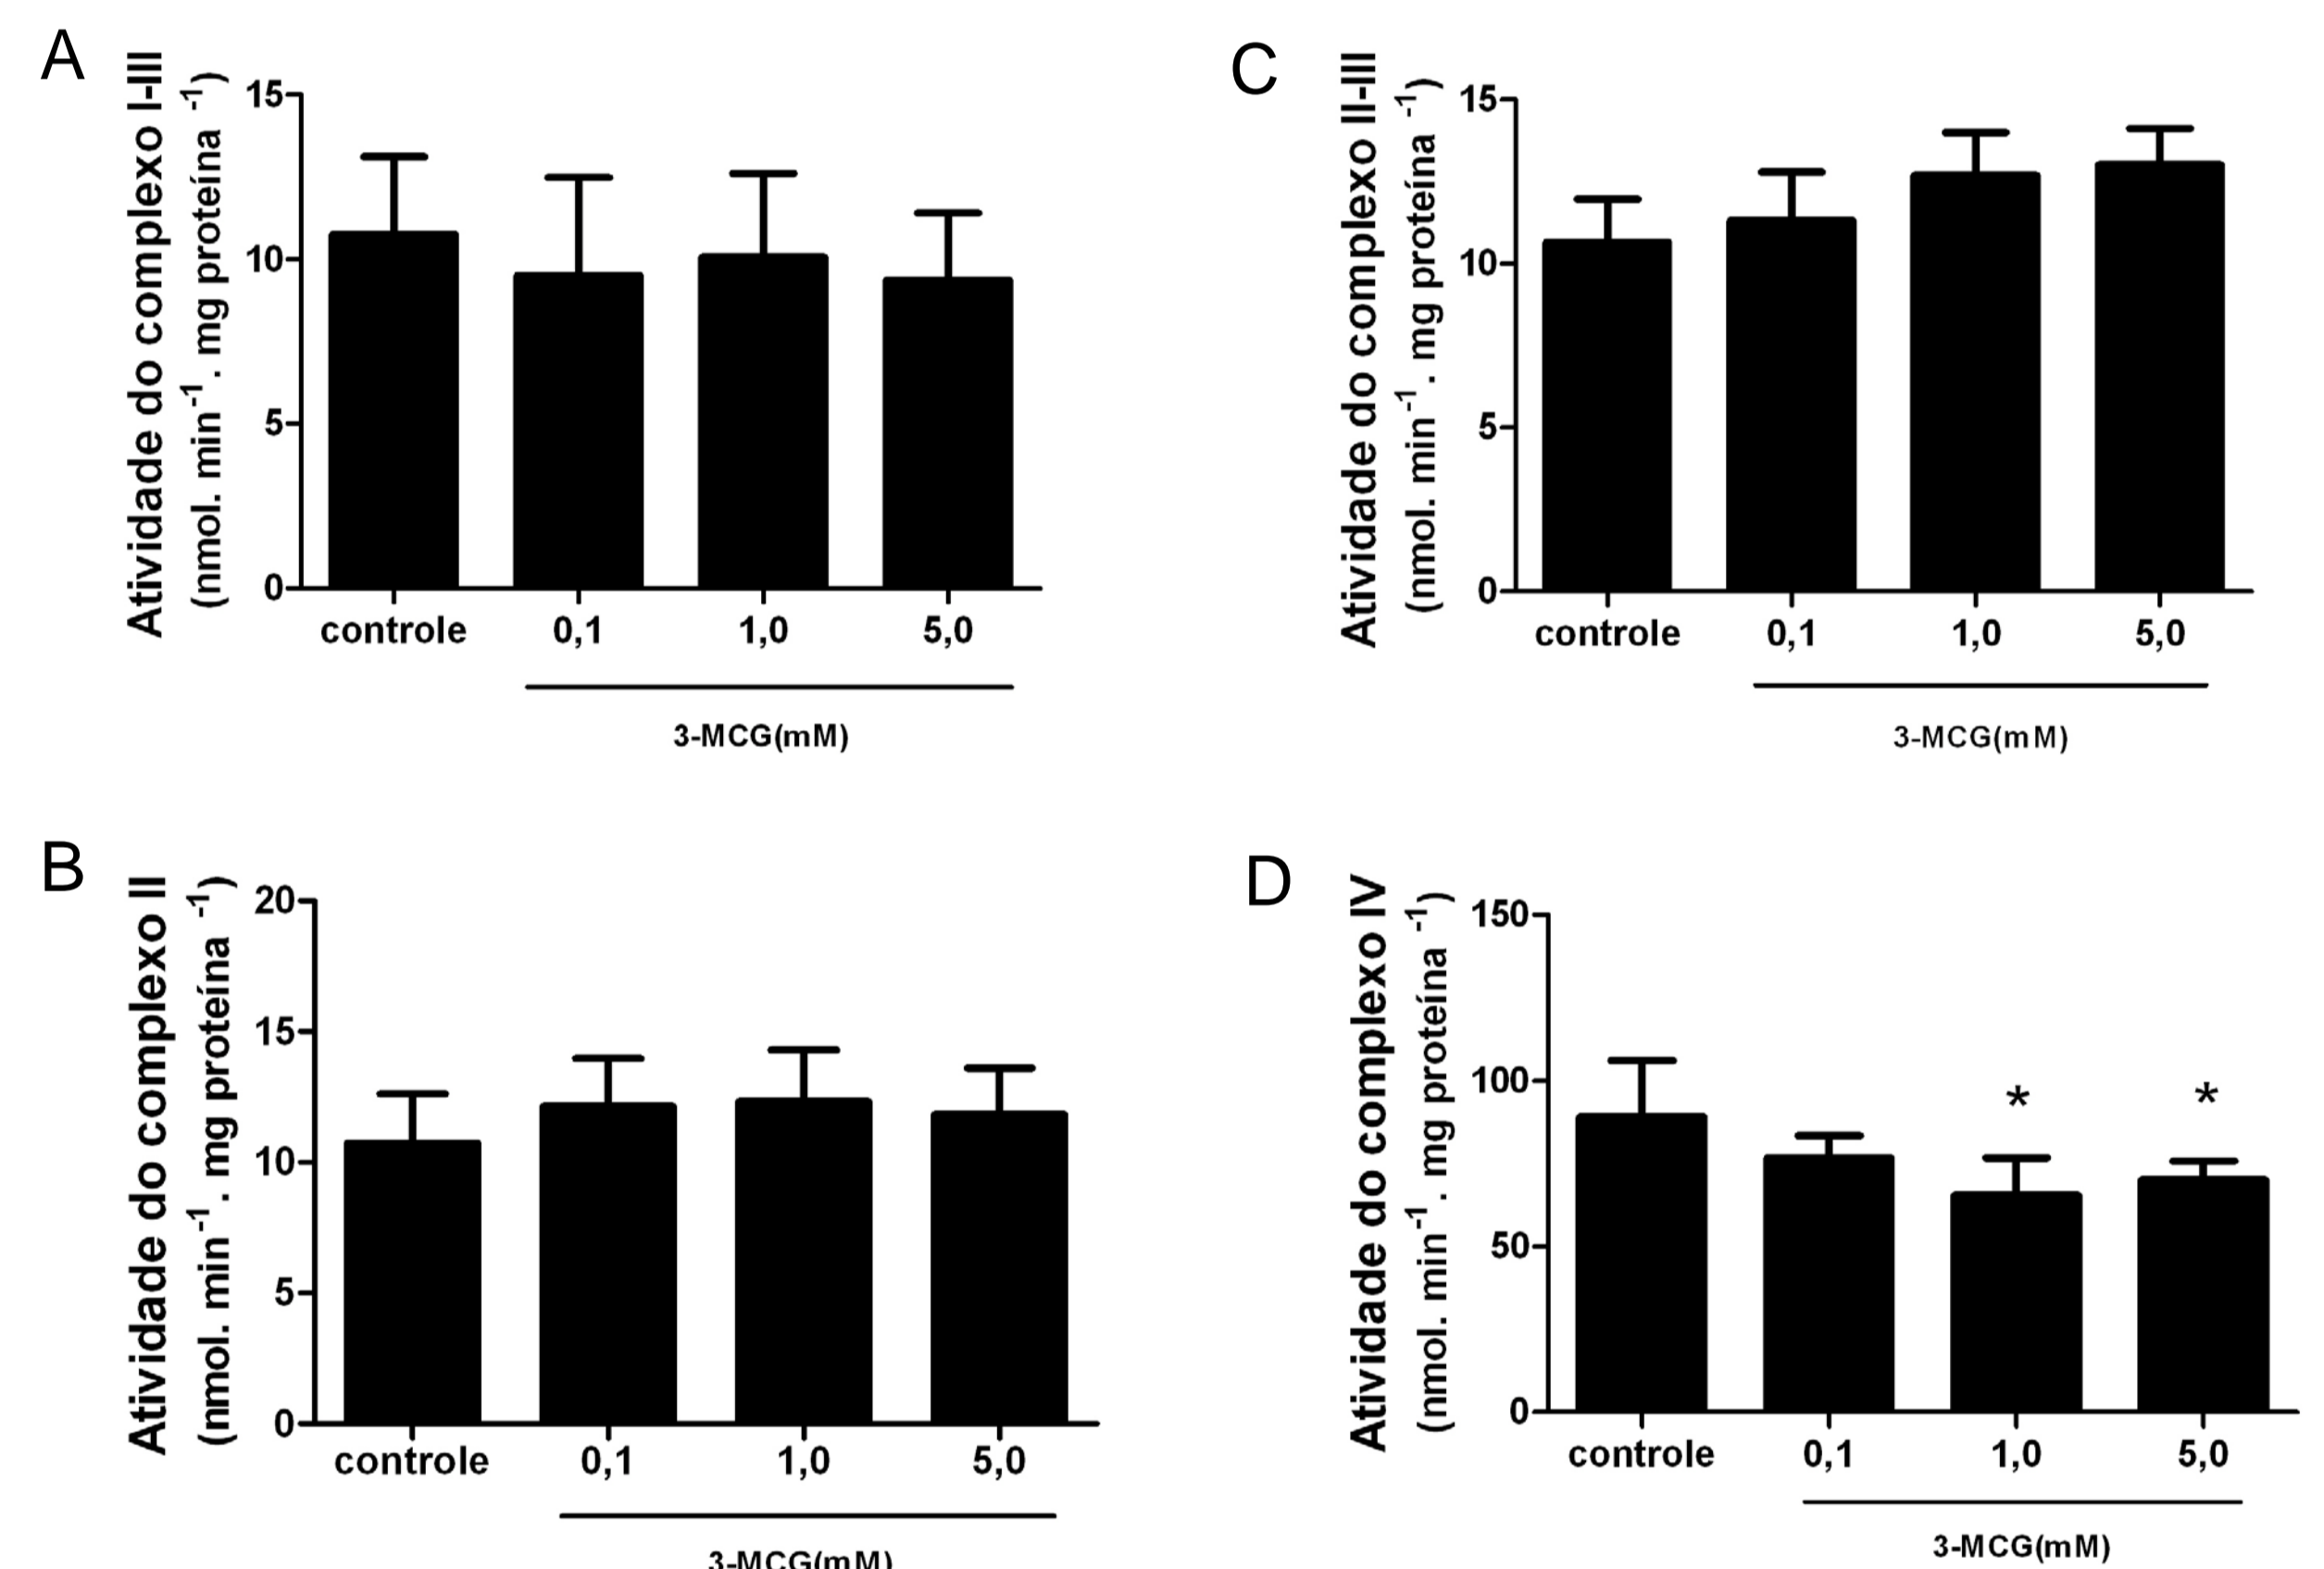 A
Atividade do complexo I-III
(nmol. min-1. mg proteína -1)
15
10
5
0
controle 0,1 1,0 5,0
3-MCG(mM)
C
Atividade do complexo II-III
(nmol. min-1. mg proteína -1)
15
10
5
0
controle 0,1 1,0 5,0
3-MCG(mM)
B
Atividade do complexo II
(nmol. min-1. mg proteína -1)
20
15
10
5
0
controle 0,1 1,0 5,0
3-MCG(mM)
D
Atividade do complexo IV
(nmol. min-1. mg proteína -1)
150
100
50
0
* *
controle 0,1 1,0 5,0
3-MCG(mM)